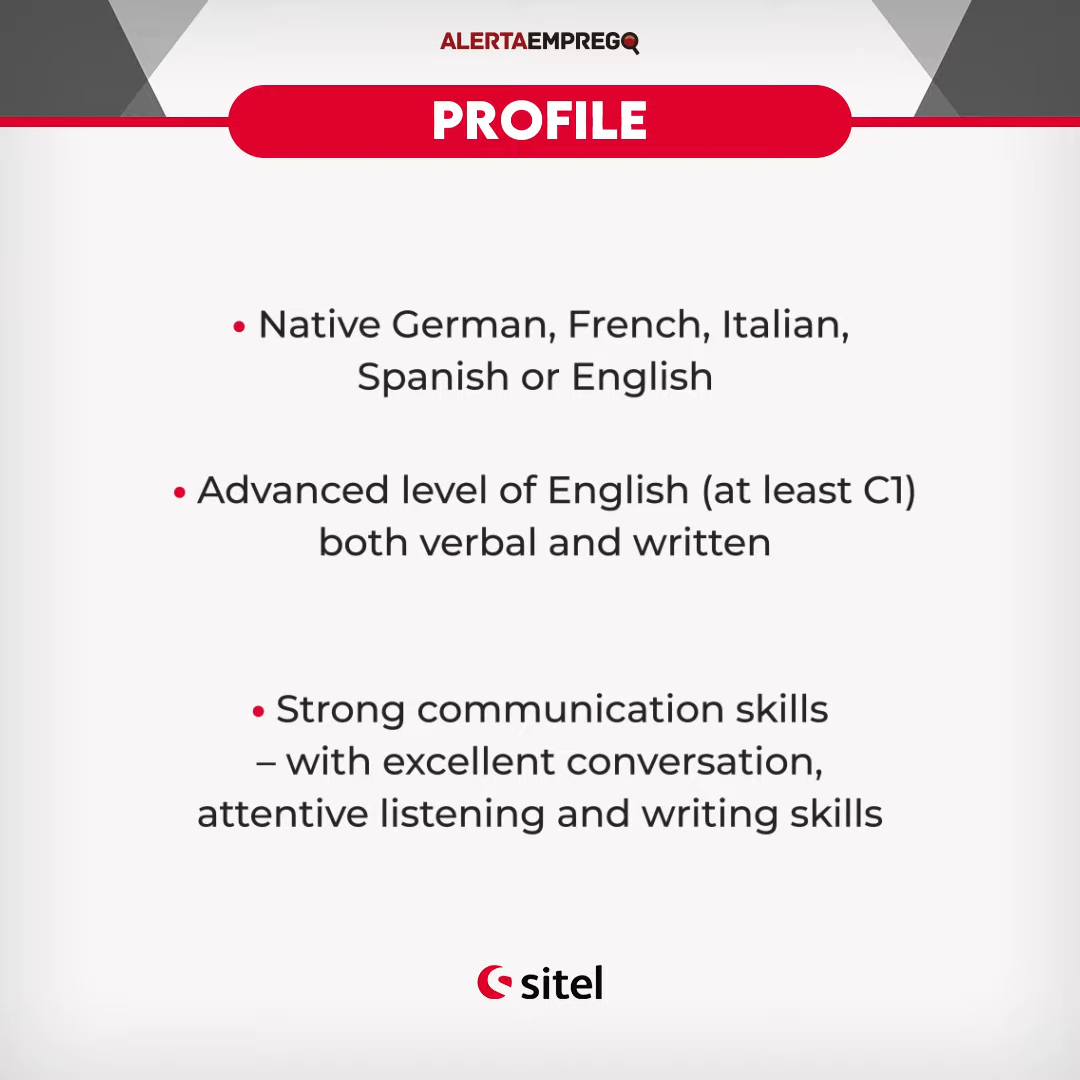 ALERTAEMPREGO
PROFILE
• Native German, French, Italian,
Spanish or English
• Advanced level of English (at least C1)
both verbal and written
• Strong communication skills
– with excellent conversation,
attentive listening and writing skills
sitel